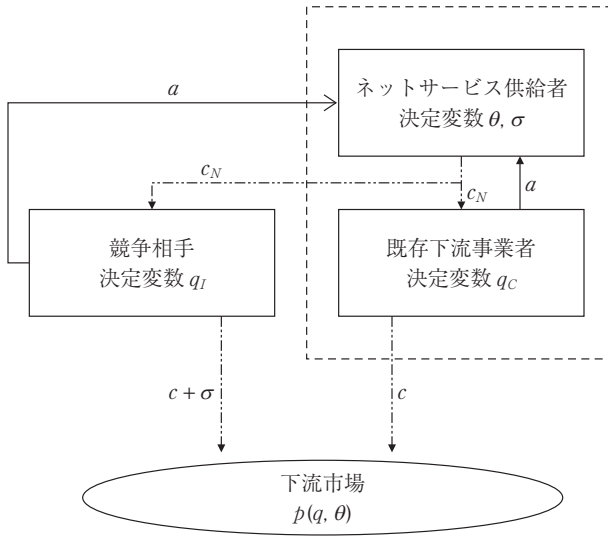 ネットサービス供給者
決定変数 θ, σ
a
c_N
c_N
a
競争相手
決定変数 q_I
既存下流事業者
決定変数 q_C
c + σ
c
下流市場
p(q, θ)